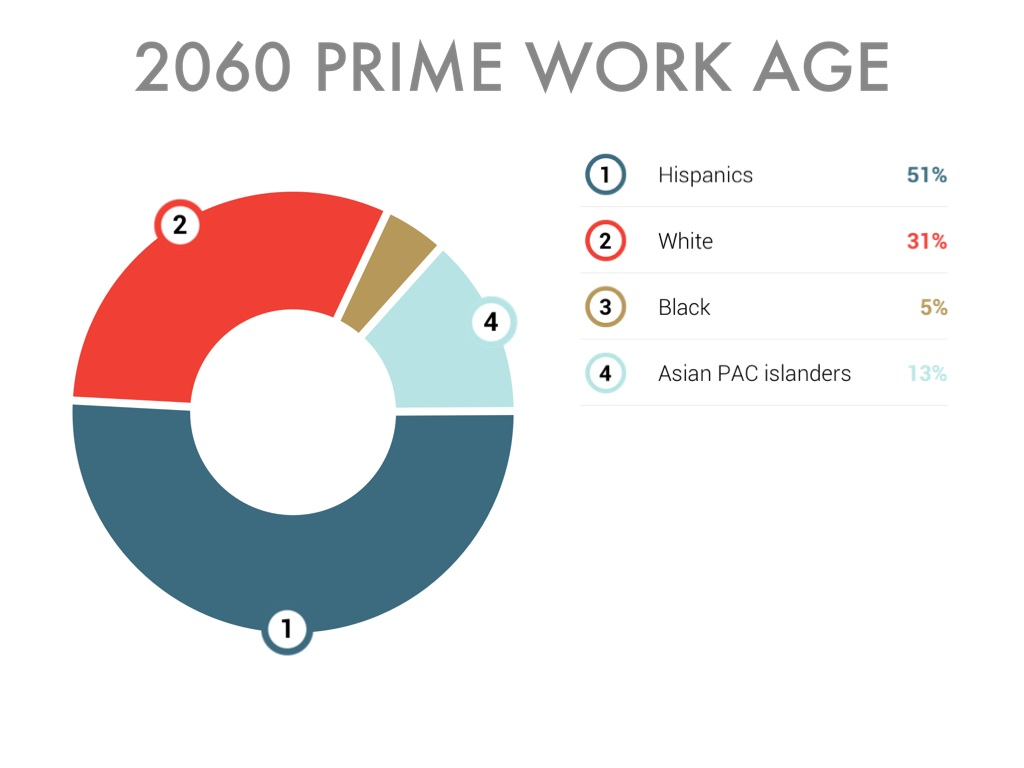 2060 PRIME WORK AGE
1 Hispanics 51%
2 White 31%
3 Black 5%
4 Asian PAC islanders 13%
2
4
1